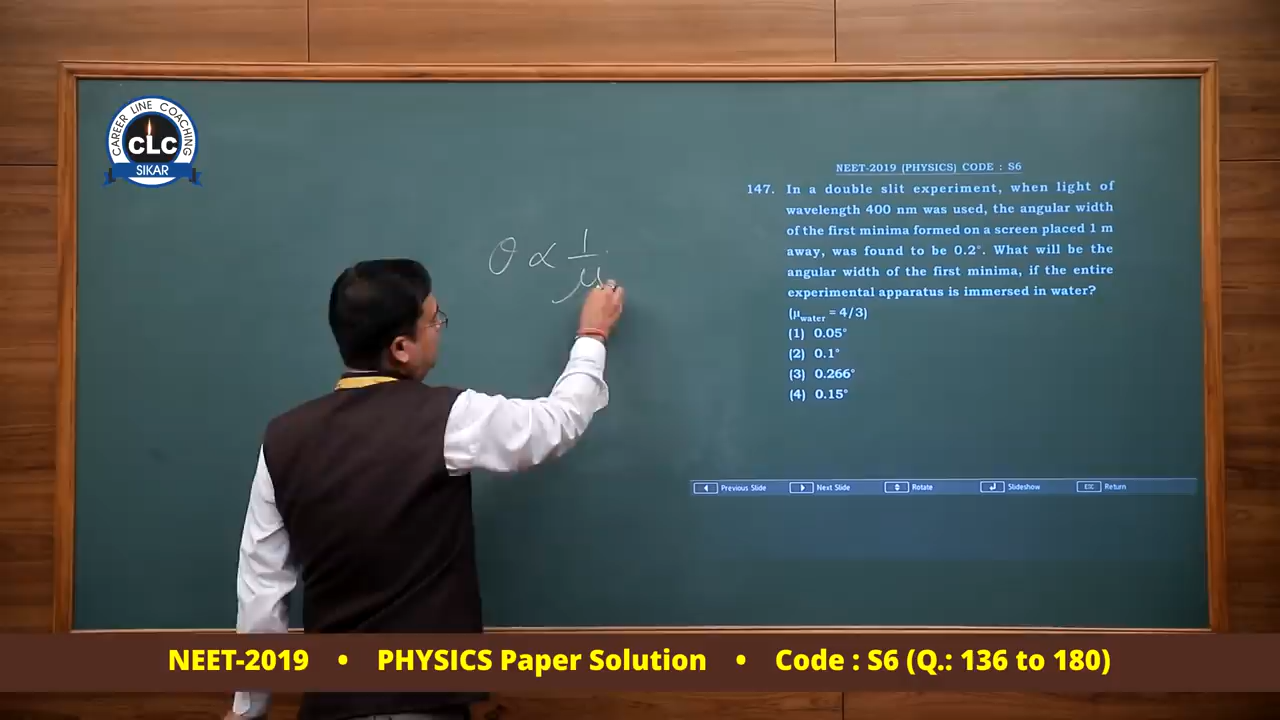 CAREER LINE COACHING
CLC
SIKAR
NEET-2019 (PHYSICS) CODE : S6
147. In a double slit experiment, when light of
wavelength 400 nm was used, the angular width
of the first minima formed on a screen placed 1 m
away, was found to be 0.2°. What will be the
angular width of the first minima, if the entire
experimental apparatus is immersed in water?
(μwater = 4/3)
(1) 0.05°
(2) 0.1°
(3) 0.266°
(4) 0.15°
θ ∝ 1/μ
Previous Slide Next Slide Rotate Slideshow ESC Return
NEET-2019 • PHYSICS Paper Solution • Code : S6 (Q.: 136 to 180)